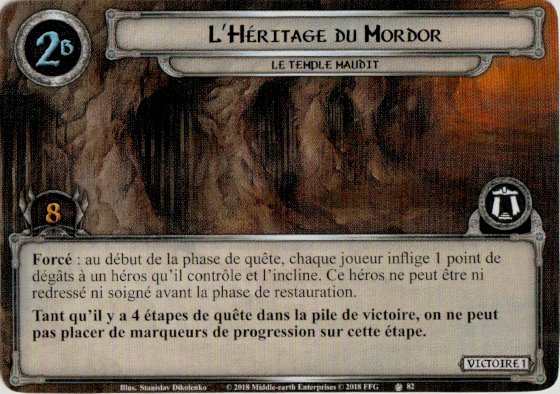 2B
L'Héritage du Mordor
Le Temple Maudit
8
Forcé : au début de la phase de quête, chaque joueur inflige 1 point de
dégâts à un héros qu'il contrôle et l'incline. Ce héros ne peut être ni
redressé ni soigné avant la phase de restauration.
Tant qu'il y a 4 étapes de quête dans la pile de victoire, on ne peut
pas placer de marqueurs de progression sur cette étape.
Victoire 1
Illus. Stanislav Dikolenko © 2018 Middle-earth Enterprises © 2018 FFG 82